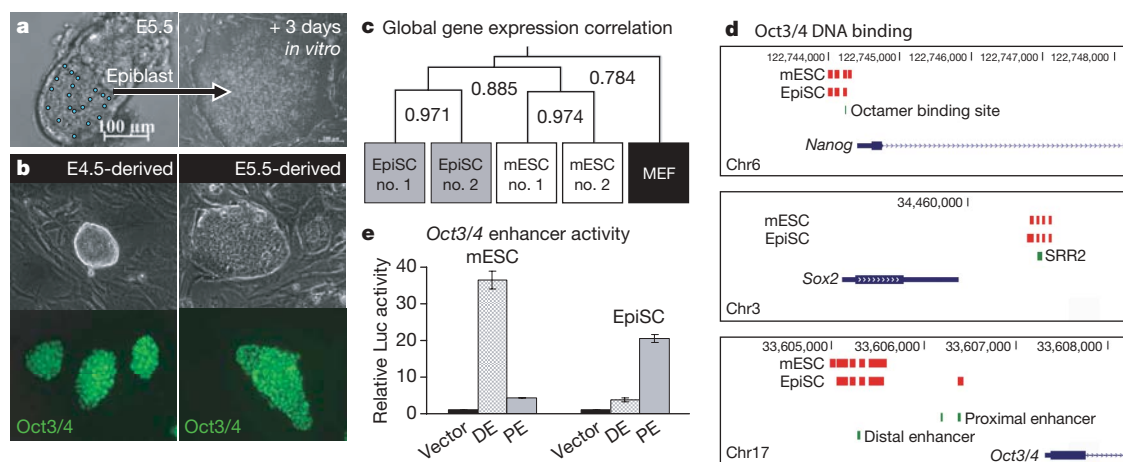 a
E5.5
+ 3 days
in vitro
Epiblast
100 µm
b
E4.5-derived
E5.5-derived
Oct3/4
Oct3/4
c Global gene expression correlation
0.784
0.885
0.971
0.974
EpiSC no. 1
EpiSC no. 2
mESC no. 1
mESC no. 2
MEF
e Oct3/4 enhancer activity
mESC
EpiSC
Relative Luc activity
40
30
20
10
0
Vector
DE
PE
Vector
DE
PE
d Oct3/4 DNA binding
122,744,000 122,745,000 122,746,000 122,747,000 122,748,000
mESC
EpiSC
Octamer binding site
Nanog
Chr6
34,460,000
mESC
EpiSC
SRR2
Sox2
Chr3
33,605,000 33,606,000 33,607,000 33,608,000
mESC
EpiSC
Proximal enhancer
Distal enhancer
Oct3/4
Chr17